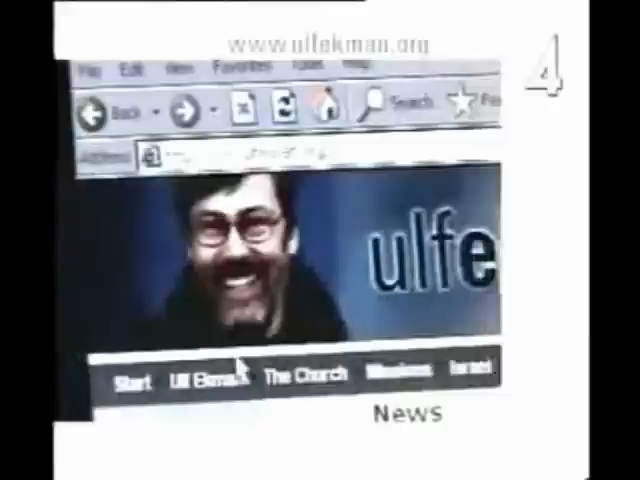 www.ulfekman.org
4
File Edit View Favorites Tools Help
Back Search
Address
ulfe
Start Ulf Ekman The Church Missions Israel
News